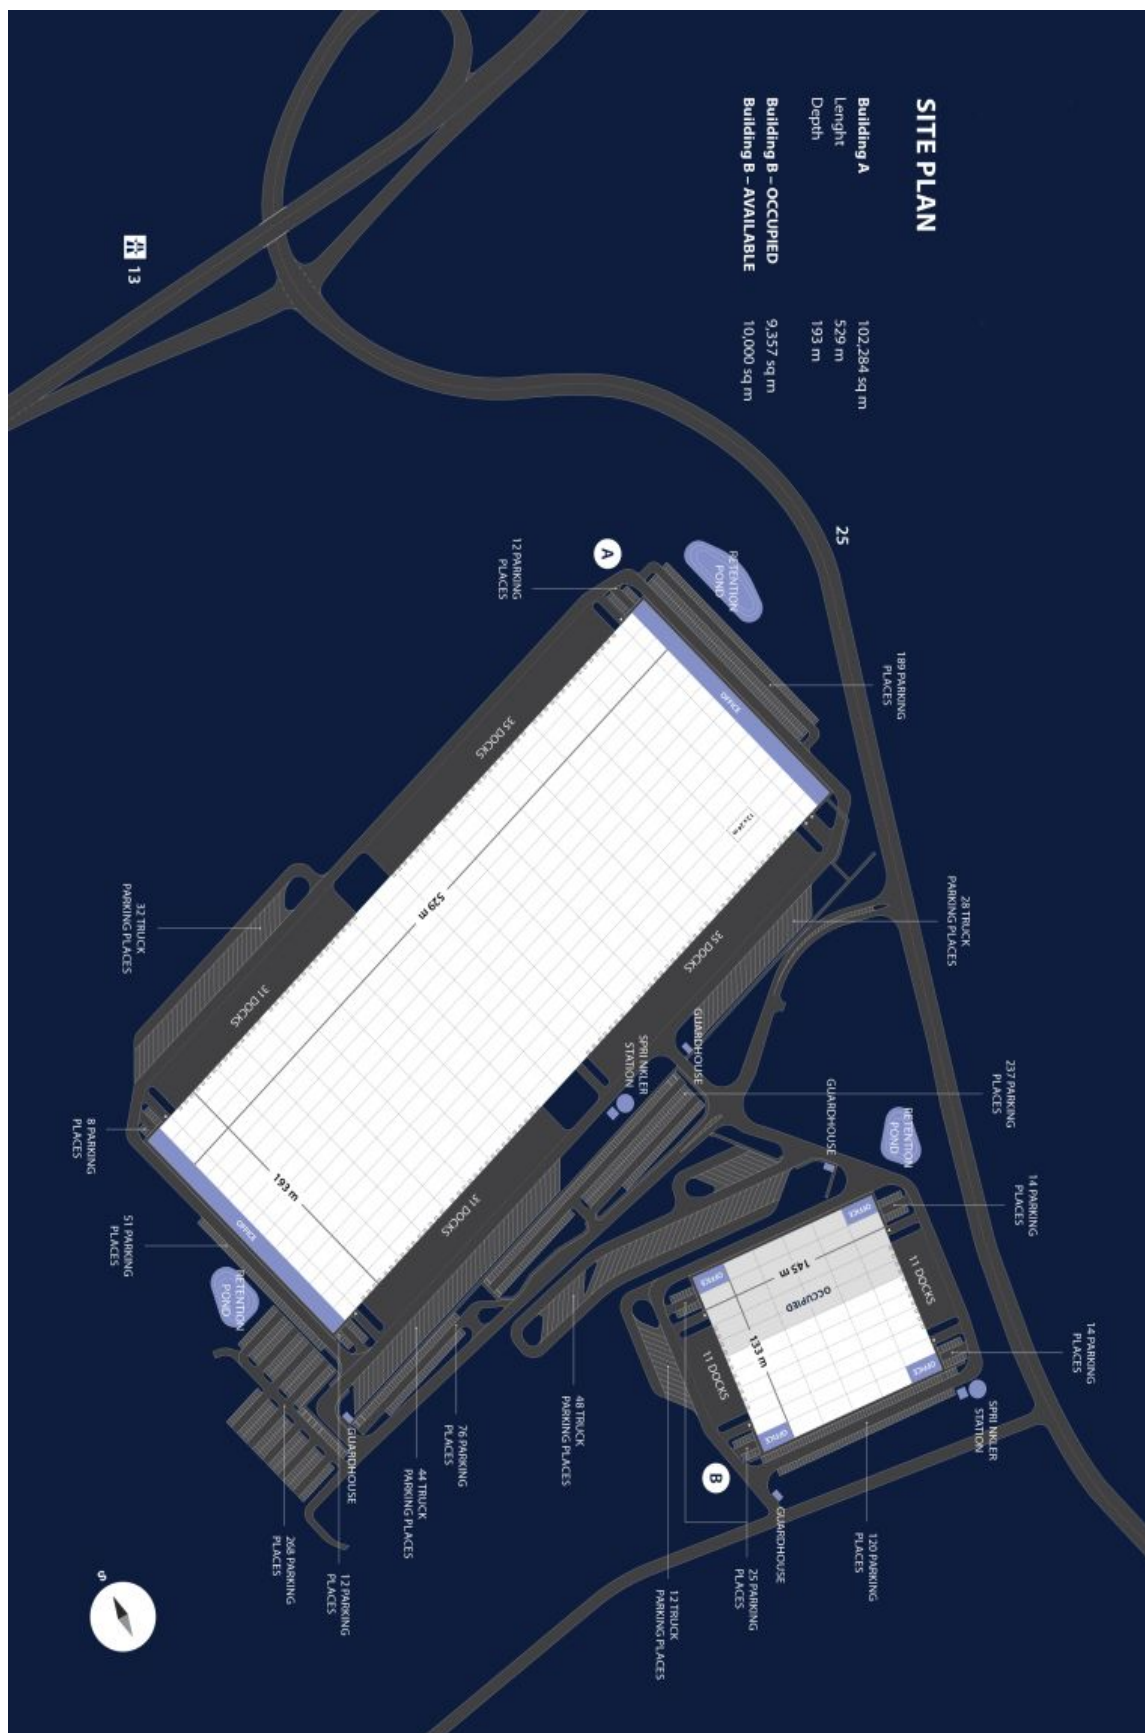 SITE PLAN
Building A 102,284 sq m
Lenght 529 m
Depth 193 m
Building B – OCCUPIED 9,357 sq m
Building B – AVAILABLE 10,000 sq m
13
25
A
RETENTION
POND
12 PARKING
PLACES
189 PARKING
PLACES
OFFICE
35 DOCKS
12 x 24 m
529 m
35 DOCKS
28 TRUCK
PARKING PLACES
32 TRUCK
PARKING PLACES
31 DOCKS
GUARDHOUSE
SPRINKLER
STATION
237 PARKING
PLACES
GUARDHOUSE
RETENTION
POND
8 PARKING
PLACES
193 m
31 DOCKS
14 PARKING
PLACES
OFFICE
145 m
11 DOCKS
OFFICE
OCCUPIED
133 m
OFFICE
OFFICE
11 DOCKS
14 PARKING
PLACES
SPRINKLER
STATION
51 PARKING
PLACES
OFFICE
RETENTION
POND
B
GUARDHOUSE
GUARDHOUSE
48 TRUCK
PARKING PLACES
76 PARKING
PLACES
44 TRUCK
PARKING PLACES
268 PARKING
PLACES
12 PARKING
PLACES
12 TRUCK
PARKING PLACES
25 PARKING
PLACES
120 PARKING
PLACES
S